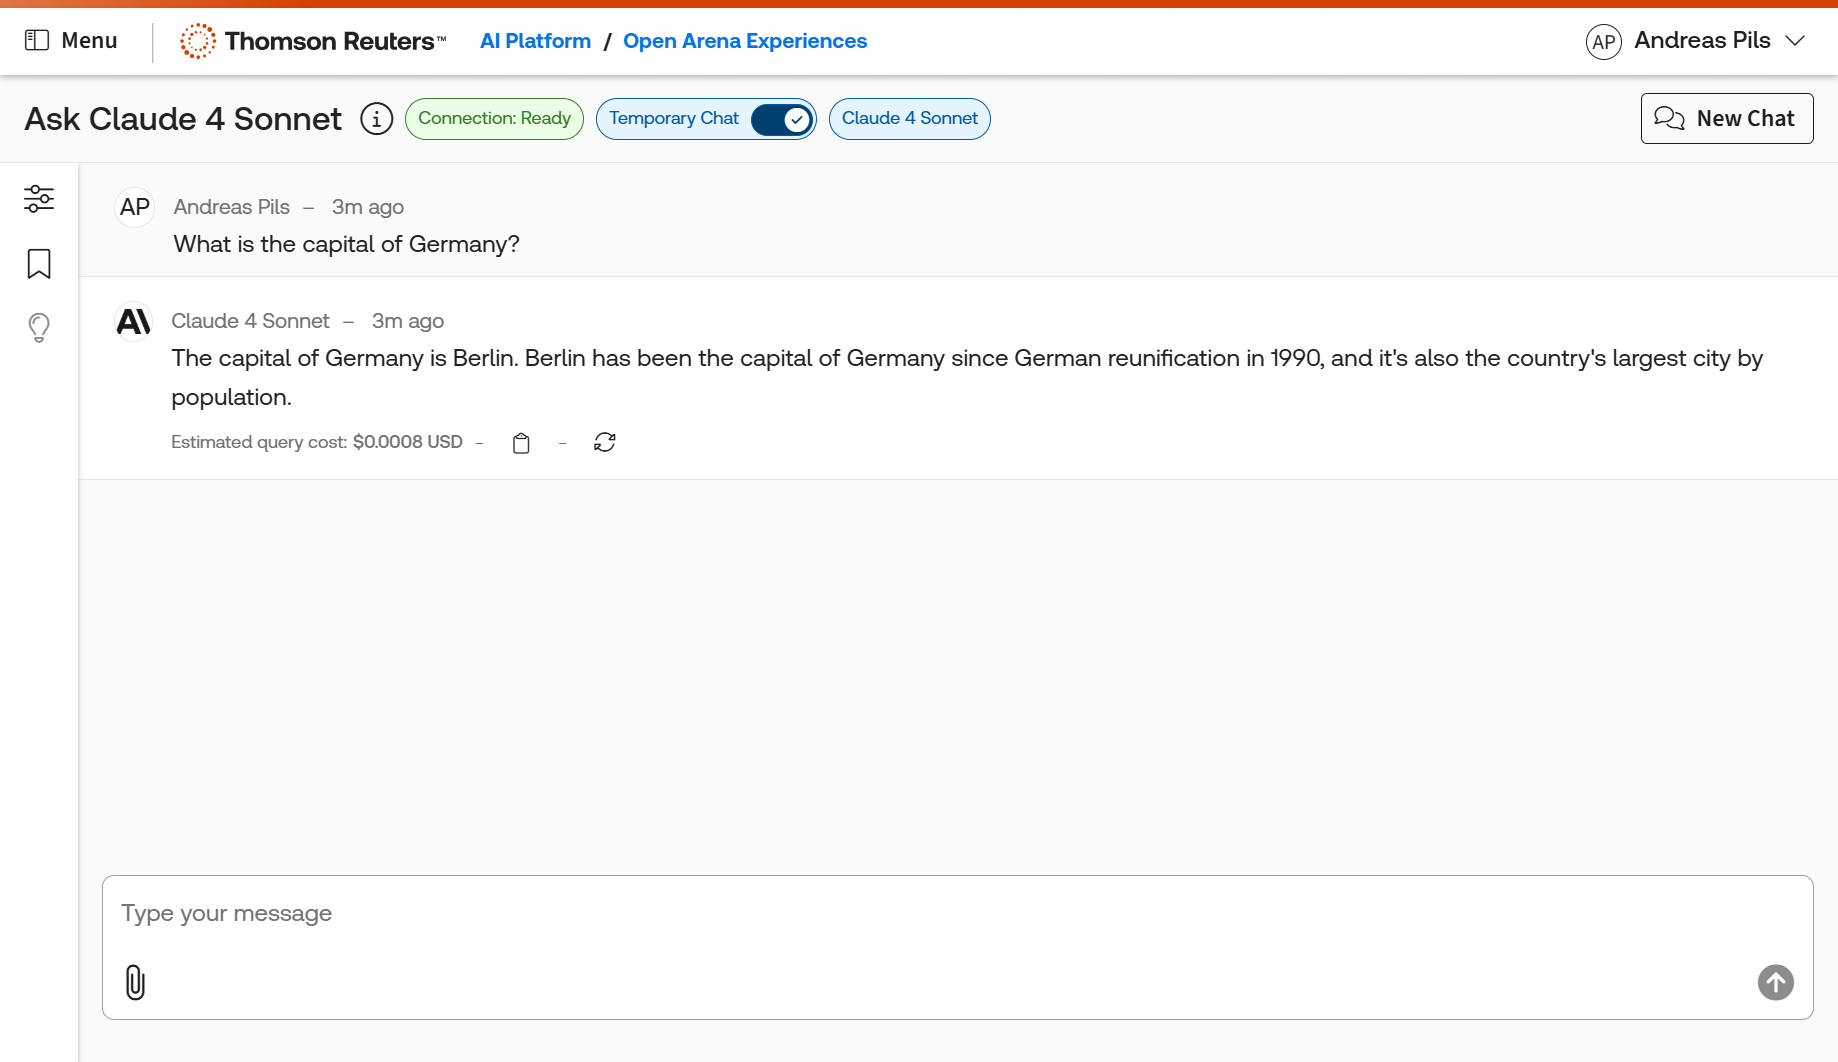 Menu
Thomson Reuters™
AI Platform / Open Arena Experiences
AP Andreas Pils
Ask Claude 4 Sonnet
Connection: Ready
Temporary Chat
Claude 4 Sonnet
New Chat
AP
Andreas Pils – 3m ago
What is the capital of Germany?
Claude 4 Sonnet – 3m ago
The capital of Germany is Berlin. Berlin has been the capital of Germany since German reunification in 1990, and it's also the country's largest city by
population.
Estimated query cost: $0.0008 USD - -
Type your message